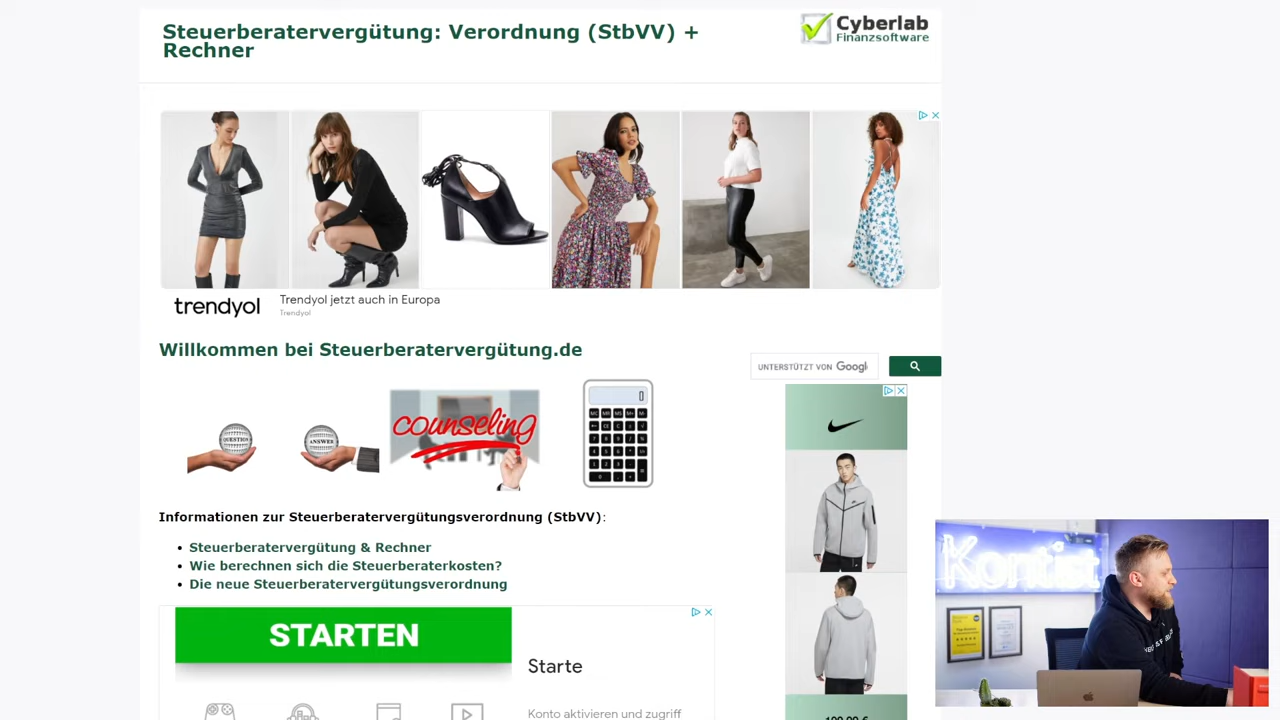 Steuerberatervergütung: Verordnung (StbVV) +
Rechner
Cyberlab
Finanzsoftware
trendyol
Trendyol jetzt auch in Europa
Trendyol
Willkommen bei Steuerberatervergütung.de
UNTERSTÜTZT VON Google
QUESTION
ANSWER
counseling
0
Informationen zur Steuerberatervergütungsverordnung (StbVV):
• Steuerberatervergütung & Rechner
• Wie berechnen sich die Steuerberaterkosten?
• Die neue Steuerberatervergütungsverordnung
STARTEN
Starte
Konto aktivieren und zugriff
Kontist